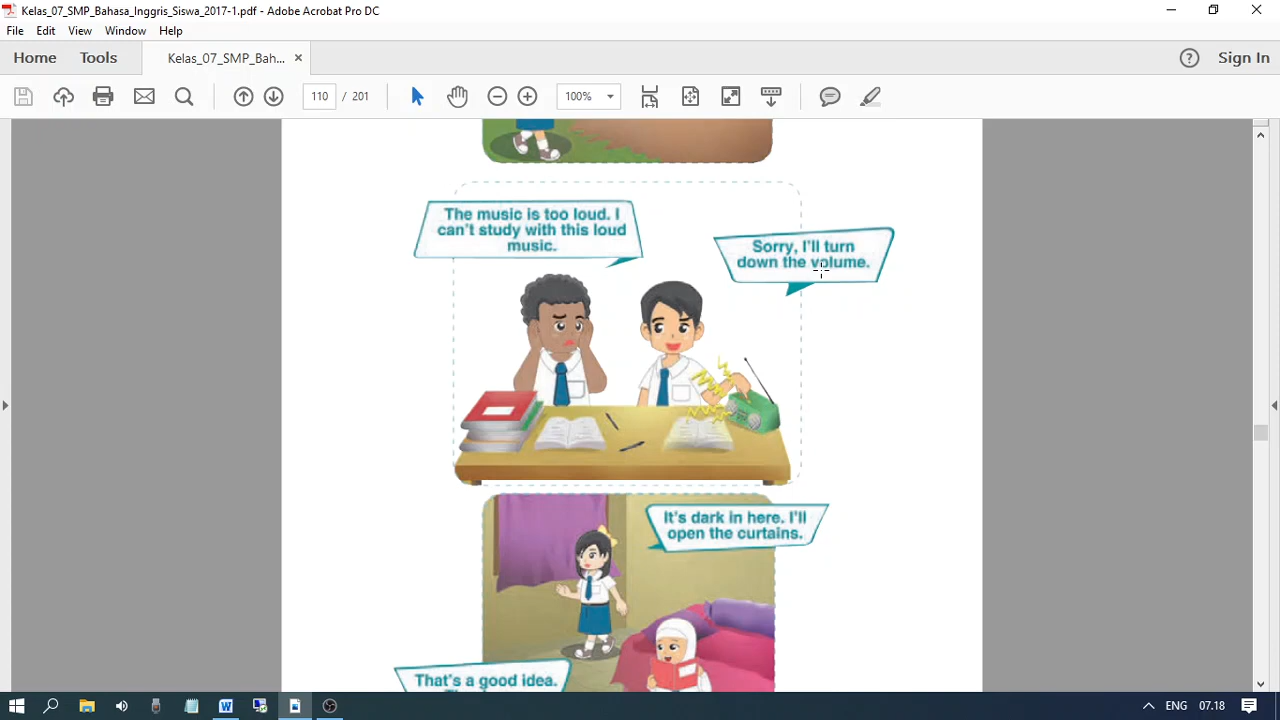 Kelas_07_SMP_Bahasa_Inggris_Siswa_2017-1.pdf - Adobe Acrobat Pro DC
File Edit View Window Help
Home Tools Kelas_07_SMP_Bah... × ? Sign In
110 / 201 100%
The music is too loud. I
can't study with this loud
music.
Sorry, I'll turn
down the volume.
It's dark in here. I'll
open the curtains.
That's a good idea.
ENG 07.18